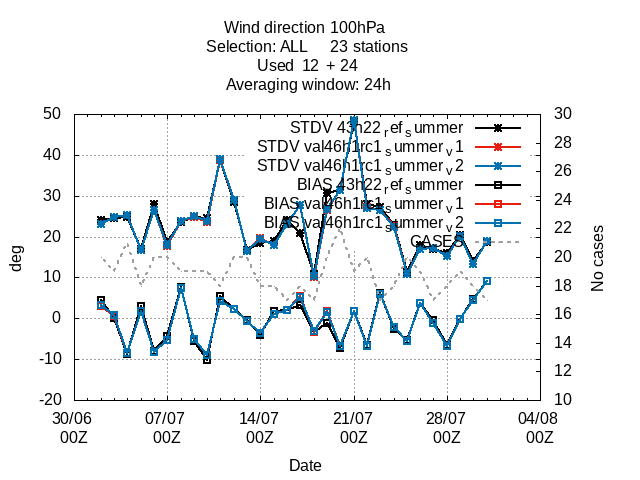 Wind direction 100hPa
Selection: ALL 23 stations
Used 12 + 24
Averaging window: 24h
STDV 43h22_ref_summer
STDV val46h1rc1_summer_v1
STDV val46h1rc1_summer_v2
BIAS 43h22_ref_summer
BIAS val46h1rc1_summer_v1
BIAS val46h1rc1_summer_v2
CASES
50
40
30
20
10
0
-10
-20
deg
30
28
26
24
22
20
18
16
14
12
10
No cases
30/06 07/07 14/07 21/07 28/07 04/08
00Z 00Z 00Z 00Z 00Z 00Z
Date